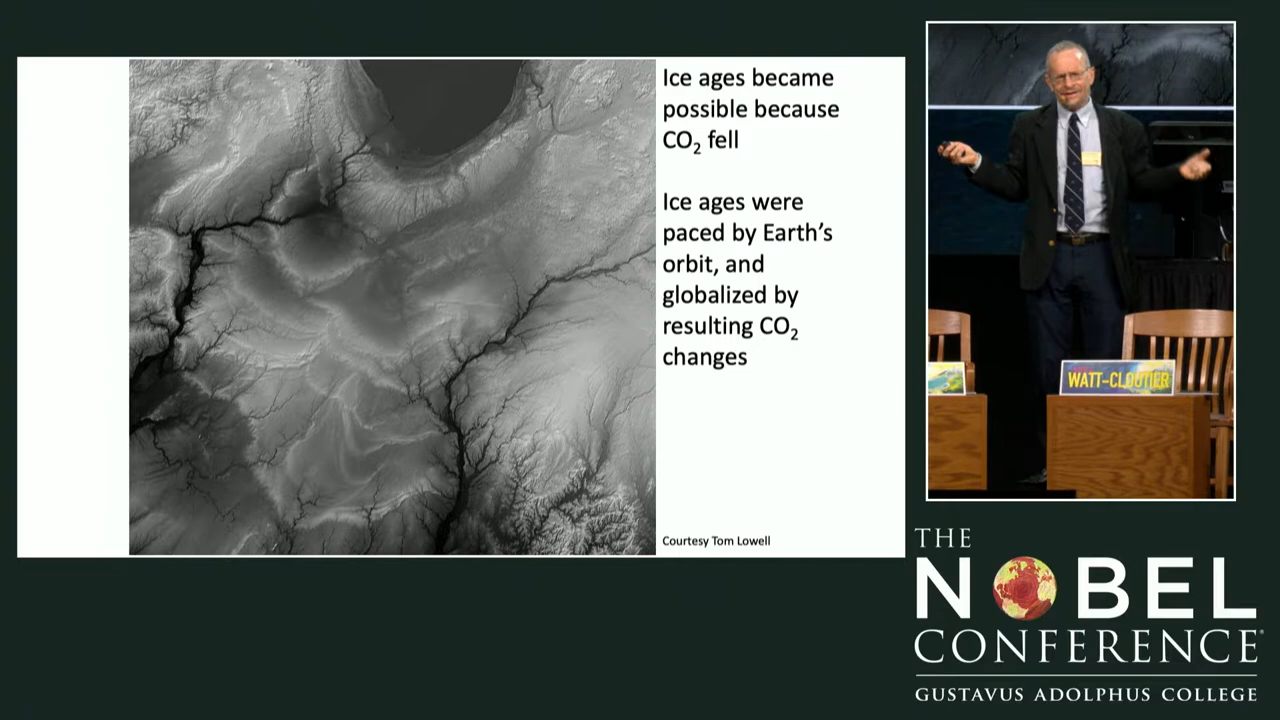 Ice ages became
possible because
CO₂ fell
Ice ages were
paced by Earth's
orbit, and
globalized by
resulting CO₂
changes
Courtesy Tom Lowell
WATT-CLOUTIER
THE
NOBEL
CONFERENCE®
GUSTAVUS ADOLPHUS COLLEGE